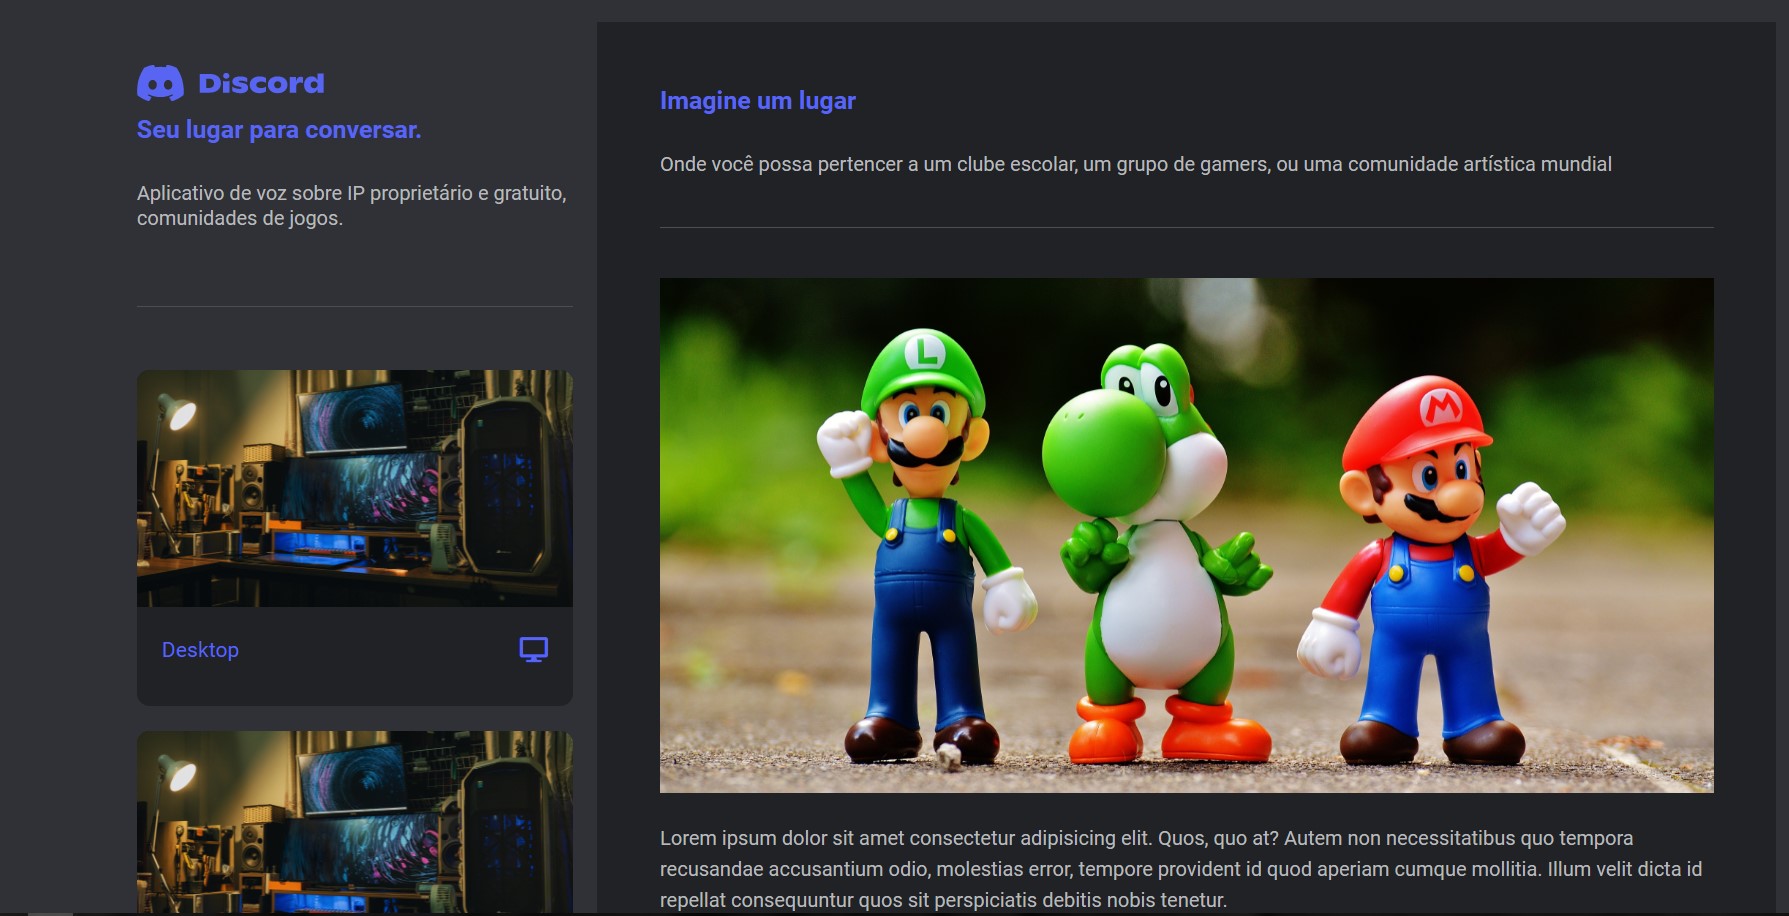 Discord
Seu lugar para conversar.
Aplicativo de voz sobre IP proprietário e gratuito,
comunidades de jogos.
Desktop
Imagine um lugar
Onde você possa pertencer a um clube escolar, um grupo de gamers, ou uma comunidade artística mundial
L
M
Lorem ipsum dolor sit amet consectetur adipisicing elit. Quos, quo at? Autem non necessitatibus quo tempora
recusandae accusantium odio, molestias error, tempore provident id quod aperiam cumque mollitia. Illum velit dicta id
repellat consequuntur quos sit perspiciatis debitis nobis tenetur.